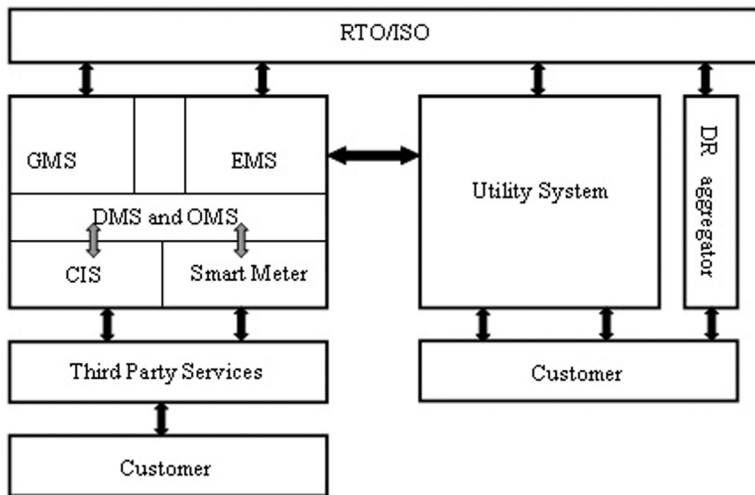 RTO/ISO
GMS
EMS
DMS and OMS
CIS
Smart Meter
Third Party Services
Customer
Utility System
DR aggregator
Customer